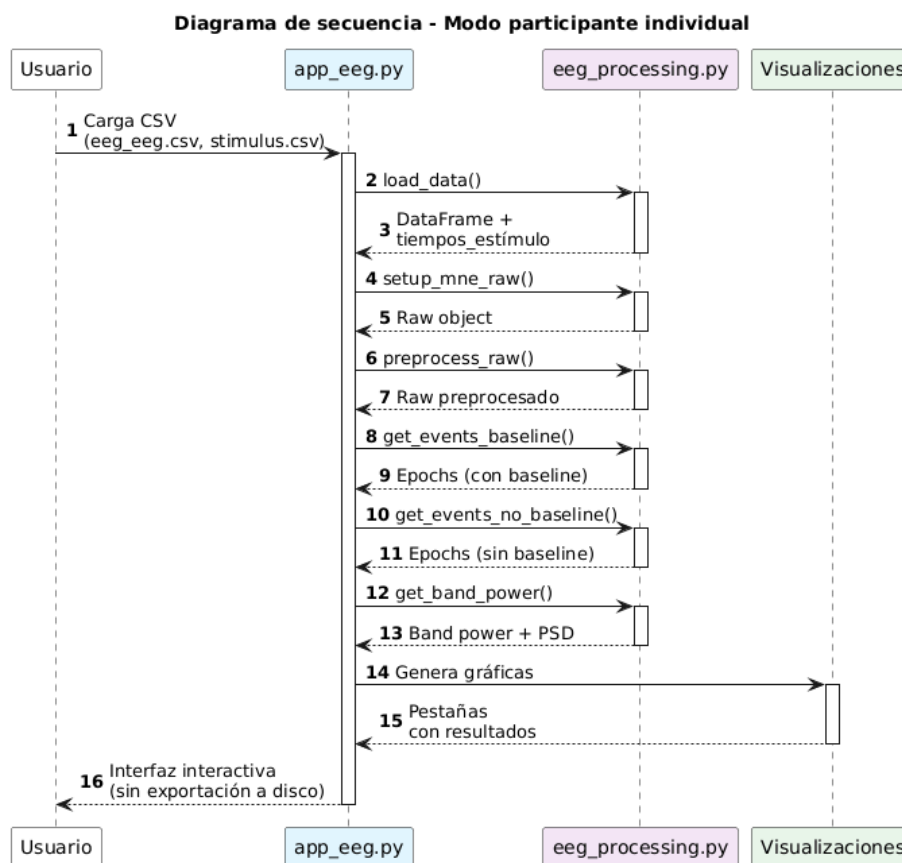 Diagrama de secuencia - Modo participante individual
Usuario
app_eeg.py
eeg_processing.py
Visualizaciones
1 Carga CSV
(eeg_eeg.csv, stimulus.csv)
2 load_data()
3 DataFrame +
tiempos_estímulo
4 setup_mne_raw()
5 Raw object
6 preprocess_raw()
7 Raw preprocesado
8 get_events_baseline()
9 Epochs (con baseline)
10 get_events_no_baseline()
11 Epochs (sin baseline)
12 get_band_power()
13 Band power + PSD
14 Genera gráficas
15 Pestañas
con resultados
16 Interfaz interactiva
(sin exportación a disco)
Usuario
app_eeg.py
eeg_processing.py
Visualizaciones